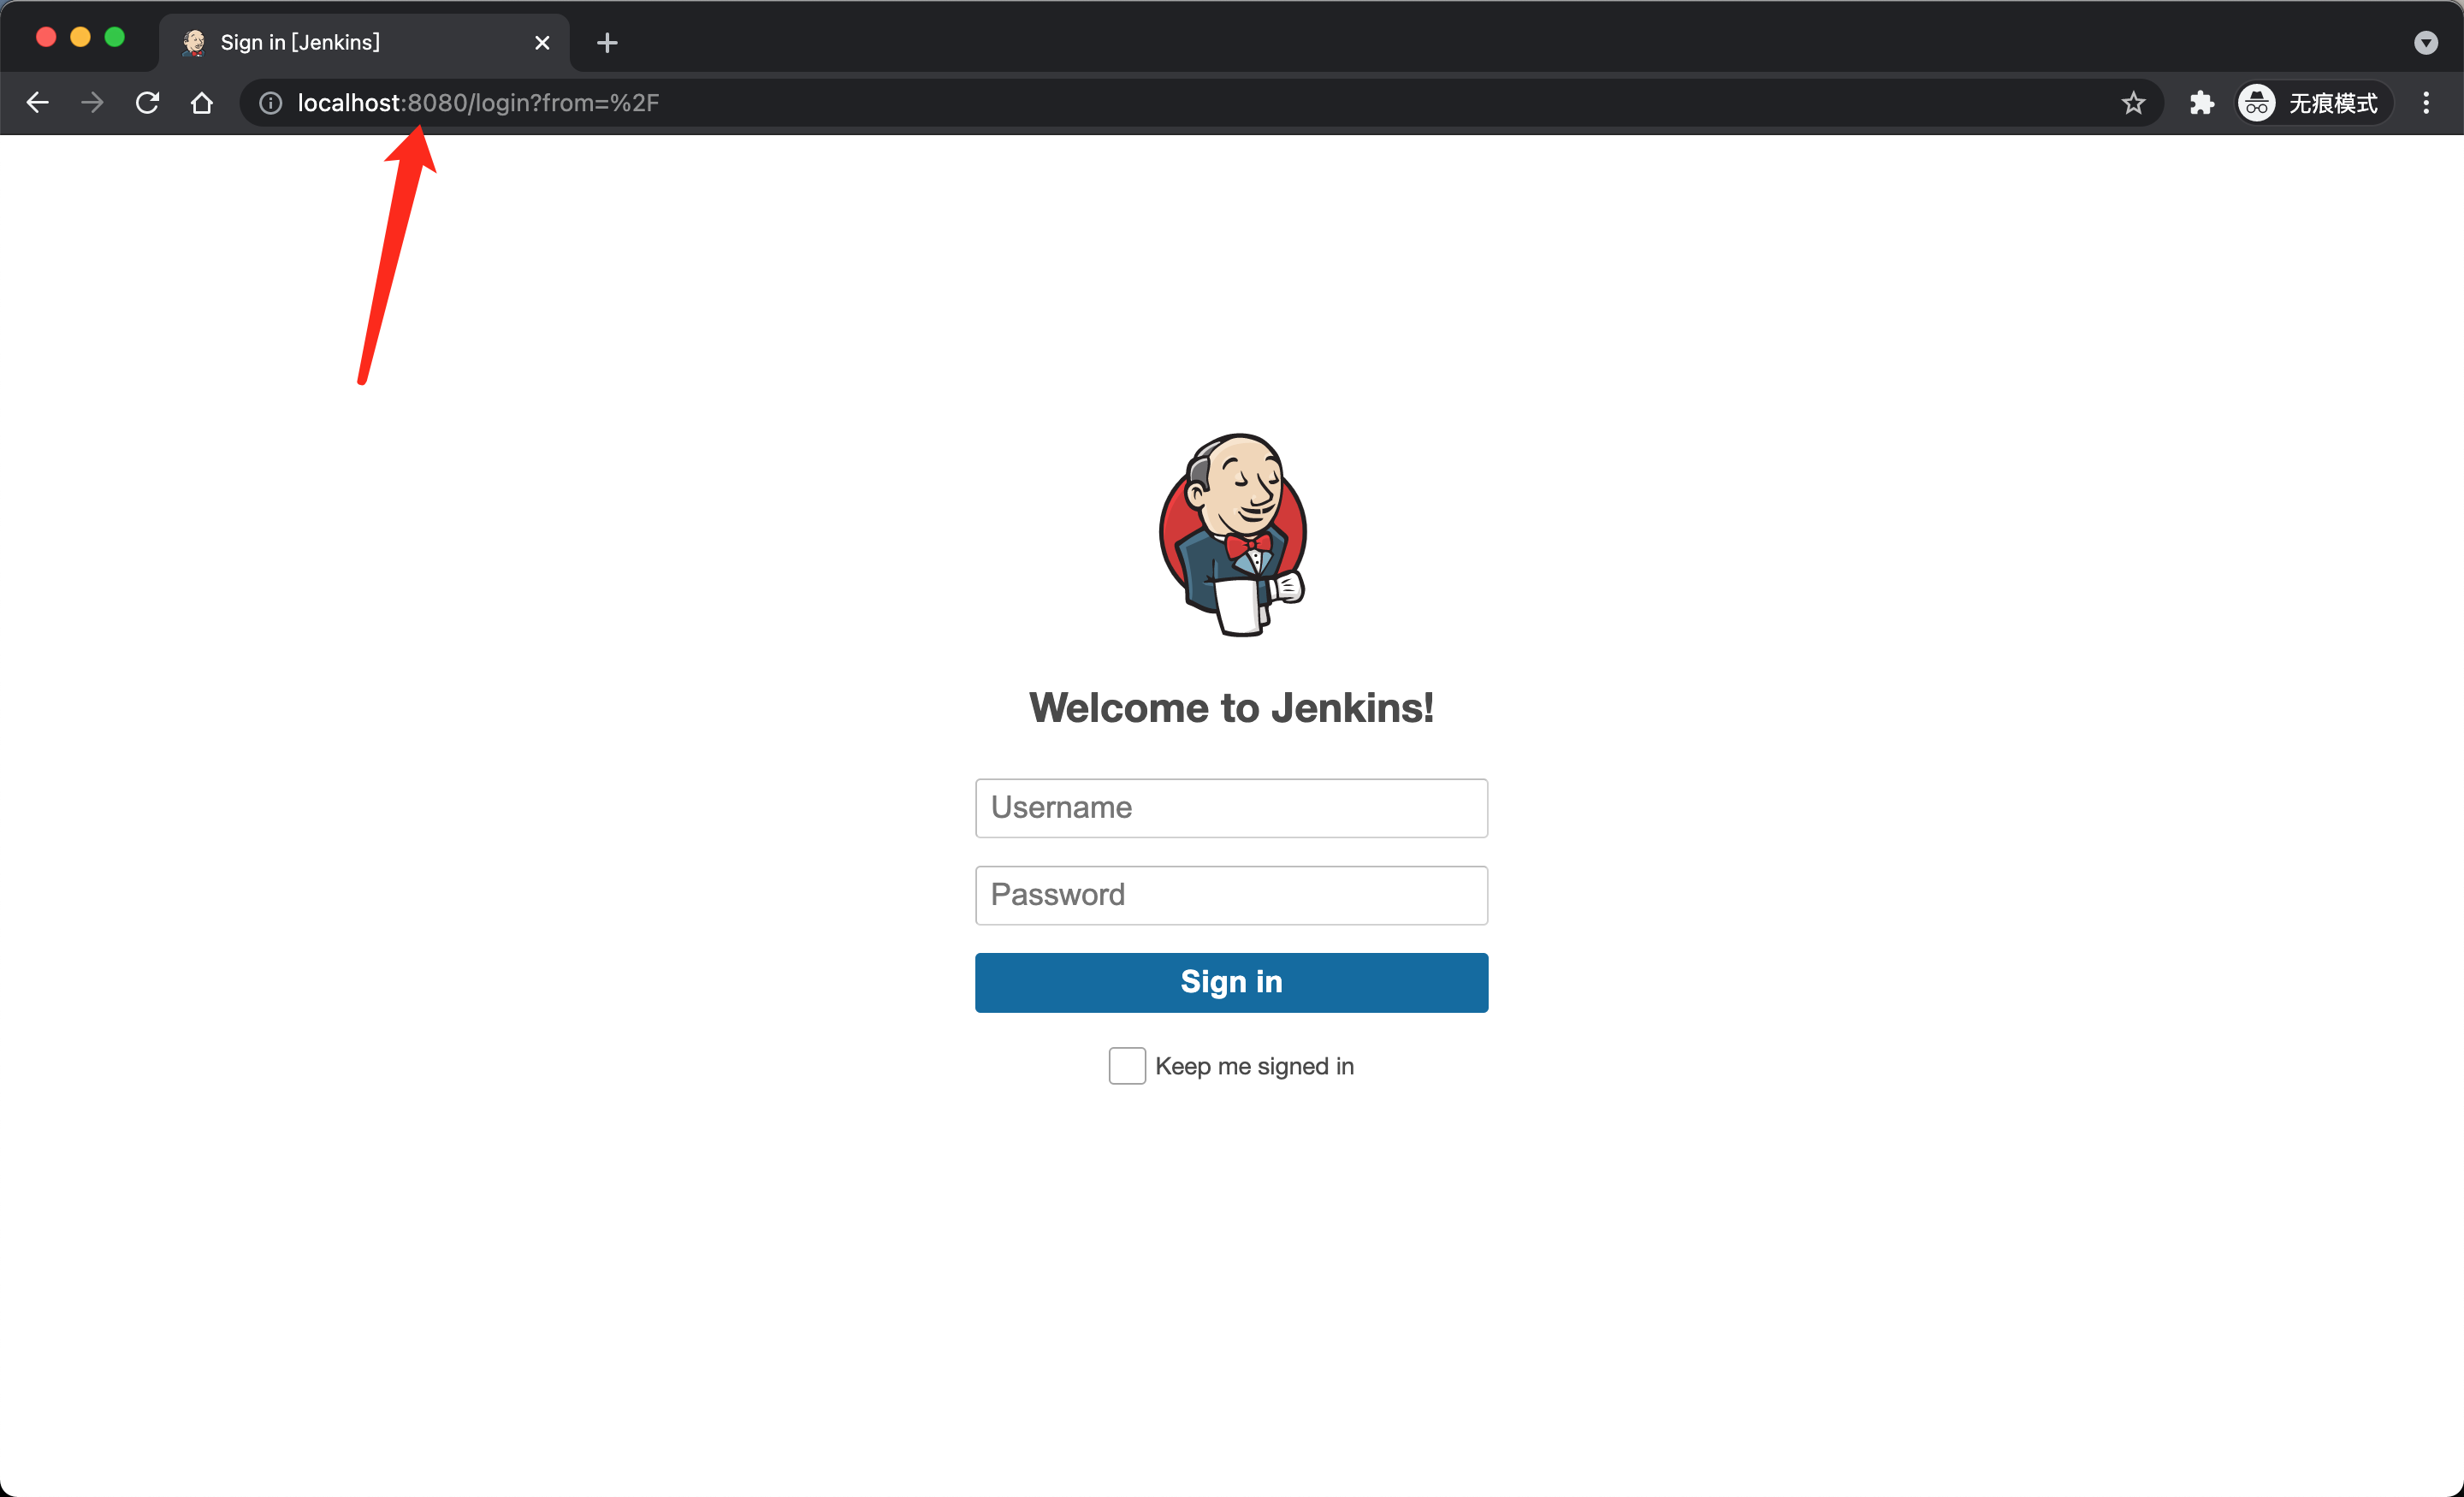 Sign in [Jenkins]
localhost:8080/login?from=%2F
无痕模式
Welcome to Jenkins!
Username
Password
Sign in
Keep me signed in